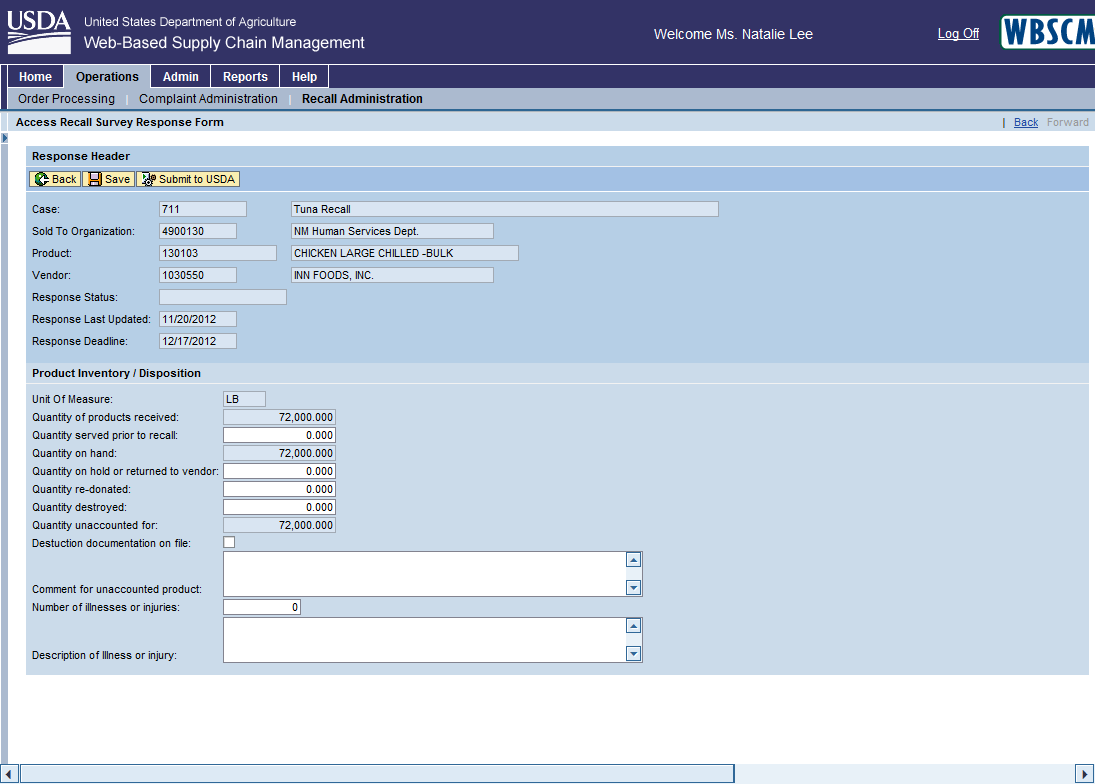 USDA United States Department of Agriculture
Web-Based Supply Chain Management
Welcome Ms. Natalie Lee
Log Off
WBSCM
Home Operations Admin Reports Help
Order Processing | Complaint Administration | Recall Administration
Access Recall Survey Response Form | Back Forward
Response Header
Back Save Submit to USDA
Case: 711 Tuna Recall
Sold To Organization: 4900130 NM Human Services Dept.
Product: 130103 CHICKEN LARGE CHILLED -BULK
Vendor: 1030550 INN FOODS, INC.
Response Status:
Response Last Updated: 11/20/2012
Response Deadline: 12/17/2012
Product Inventory / Disposition
Unit Of Measure: LB
Quantity of products received: 72,000.000
Quantity served prior to recall: 0.000
Quantity on hand: 72,000.000
Quantity on hold or returned to vendor: 0.000
Quantity re-donated: 0.000
Quantity destroyed: 0.000
Quantity unaccounted for: 72,000.000
Destuction documentation on file:
Comment for unaccounted product:
Number of illnesses or injuries: 0
Description of Illness or injury: